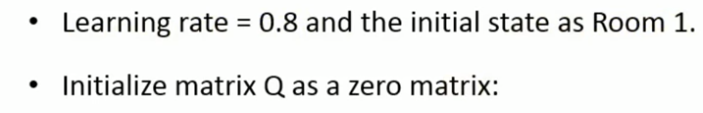 • Learning rate = 0.8 and the initial state as Room 1.
• Initialize matrix Q as a zero matrix: